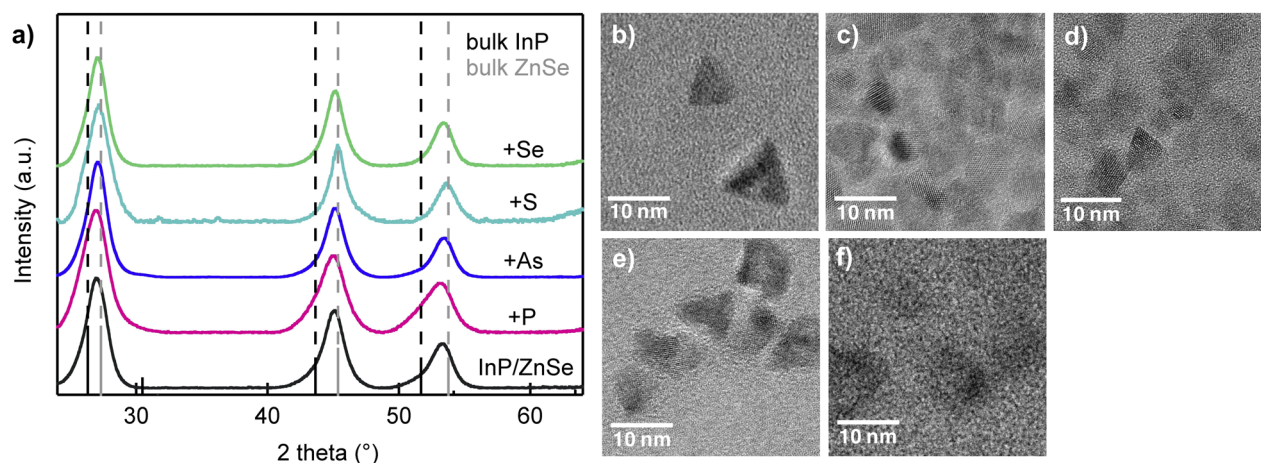 a)
bulk InP
bulk ZnSe
+Se
+S
+As
+P
InP/ZnSe
Intensity (a.u.)
30
40
50
60
2 theta (°)
b)
10 nm
c)
10 nm
d)
10 nm
e)
10 nm
f)
10 nm